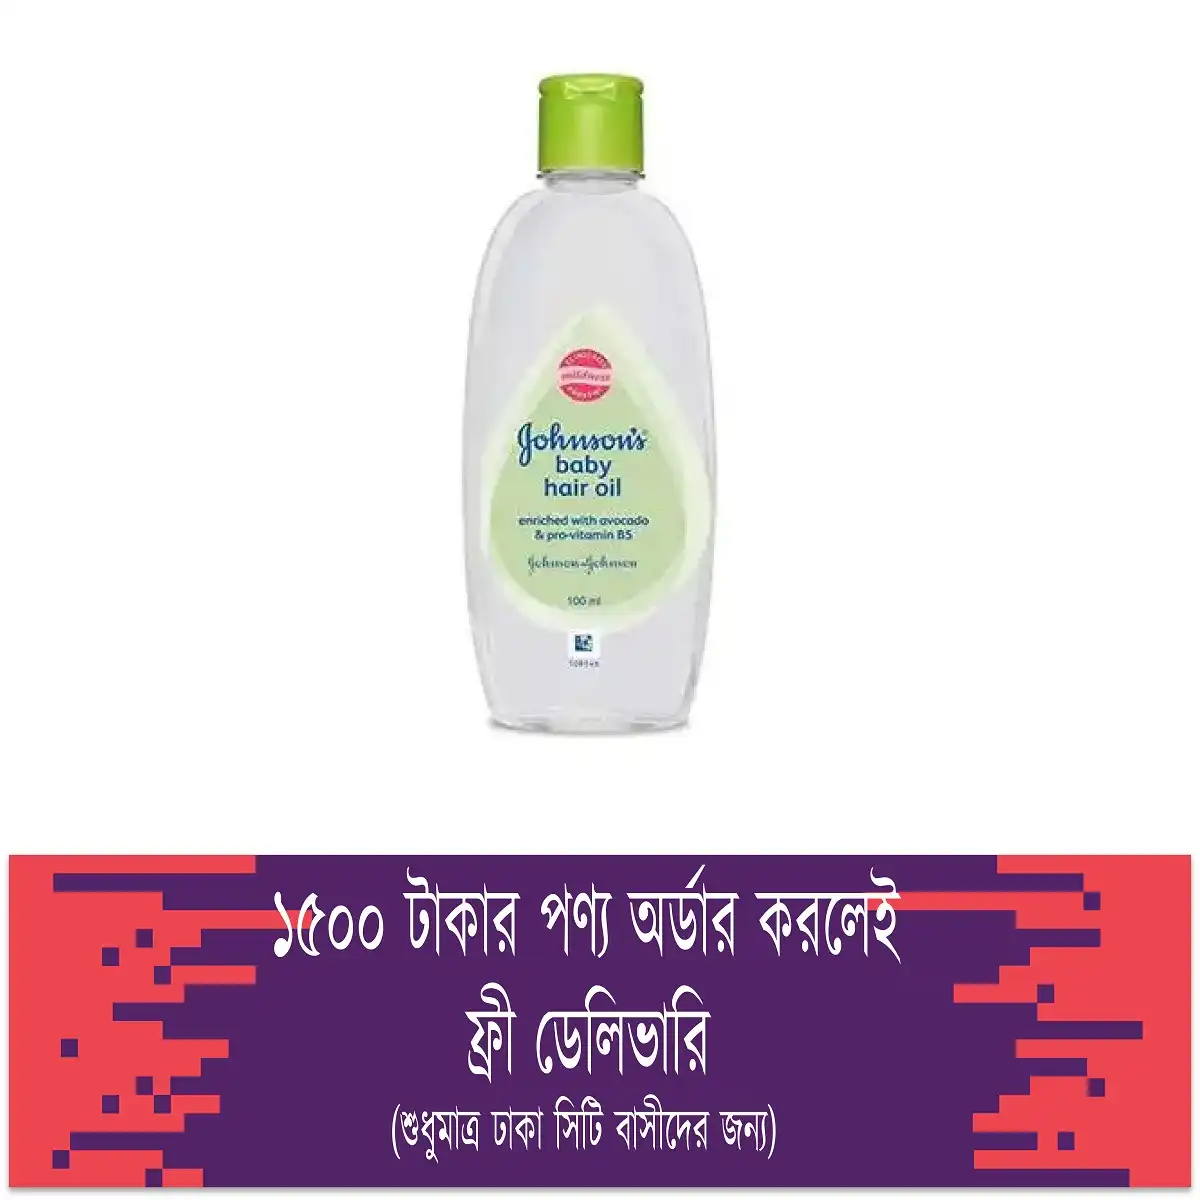 mildness
Johnson's®
baby
hair oil
enriched with avocado
& pro-vitamin B5
Johnson & Johnson
100 ml
১৫০০ টাকার পণ্য অর্ডার করলেই
ফ্রী ডেলিভারি
(শুধুমাত্র ঢাকা সিটি বাসীদের জন্য)